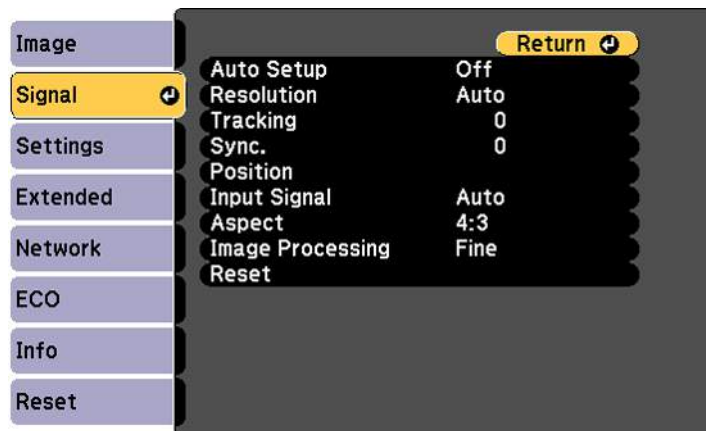 Image
Signal
Settings
Extended
Network
ECO
Info
Reset
Return
Auto Setup Off
Resolution Auto
Tracking 0
Sync. 0
Position
Input Signal Auto
Aspect 4:3
Image Processing Fine
Reset